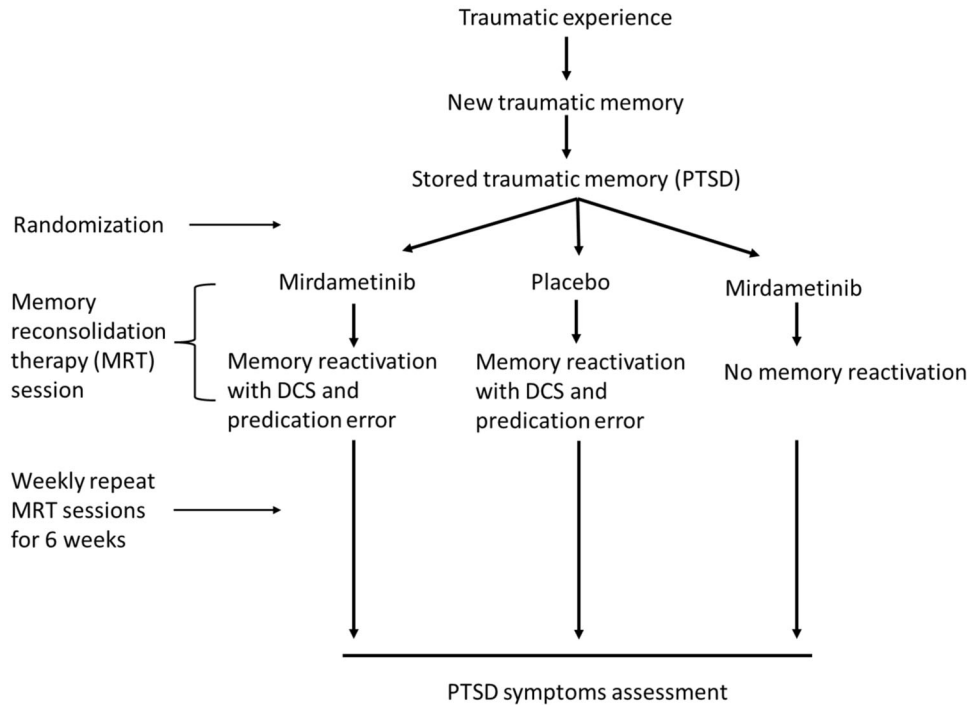 Traumatic experience
New traumatic memory
Stored traumatic memory (PTSD)
Randomization
Mirdametinib
Placebo
Mirdametinib
Memory
reconsolidation
therapy (MRT)
session
Memory reactivation
with DCS and
predication error
Memory reactivation
with DCS and
predication error
No memory reactivation
Weekly repeat
MRT sessions
for 6 weeks
PTSD symptoms assessment